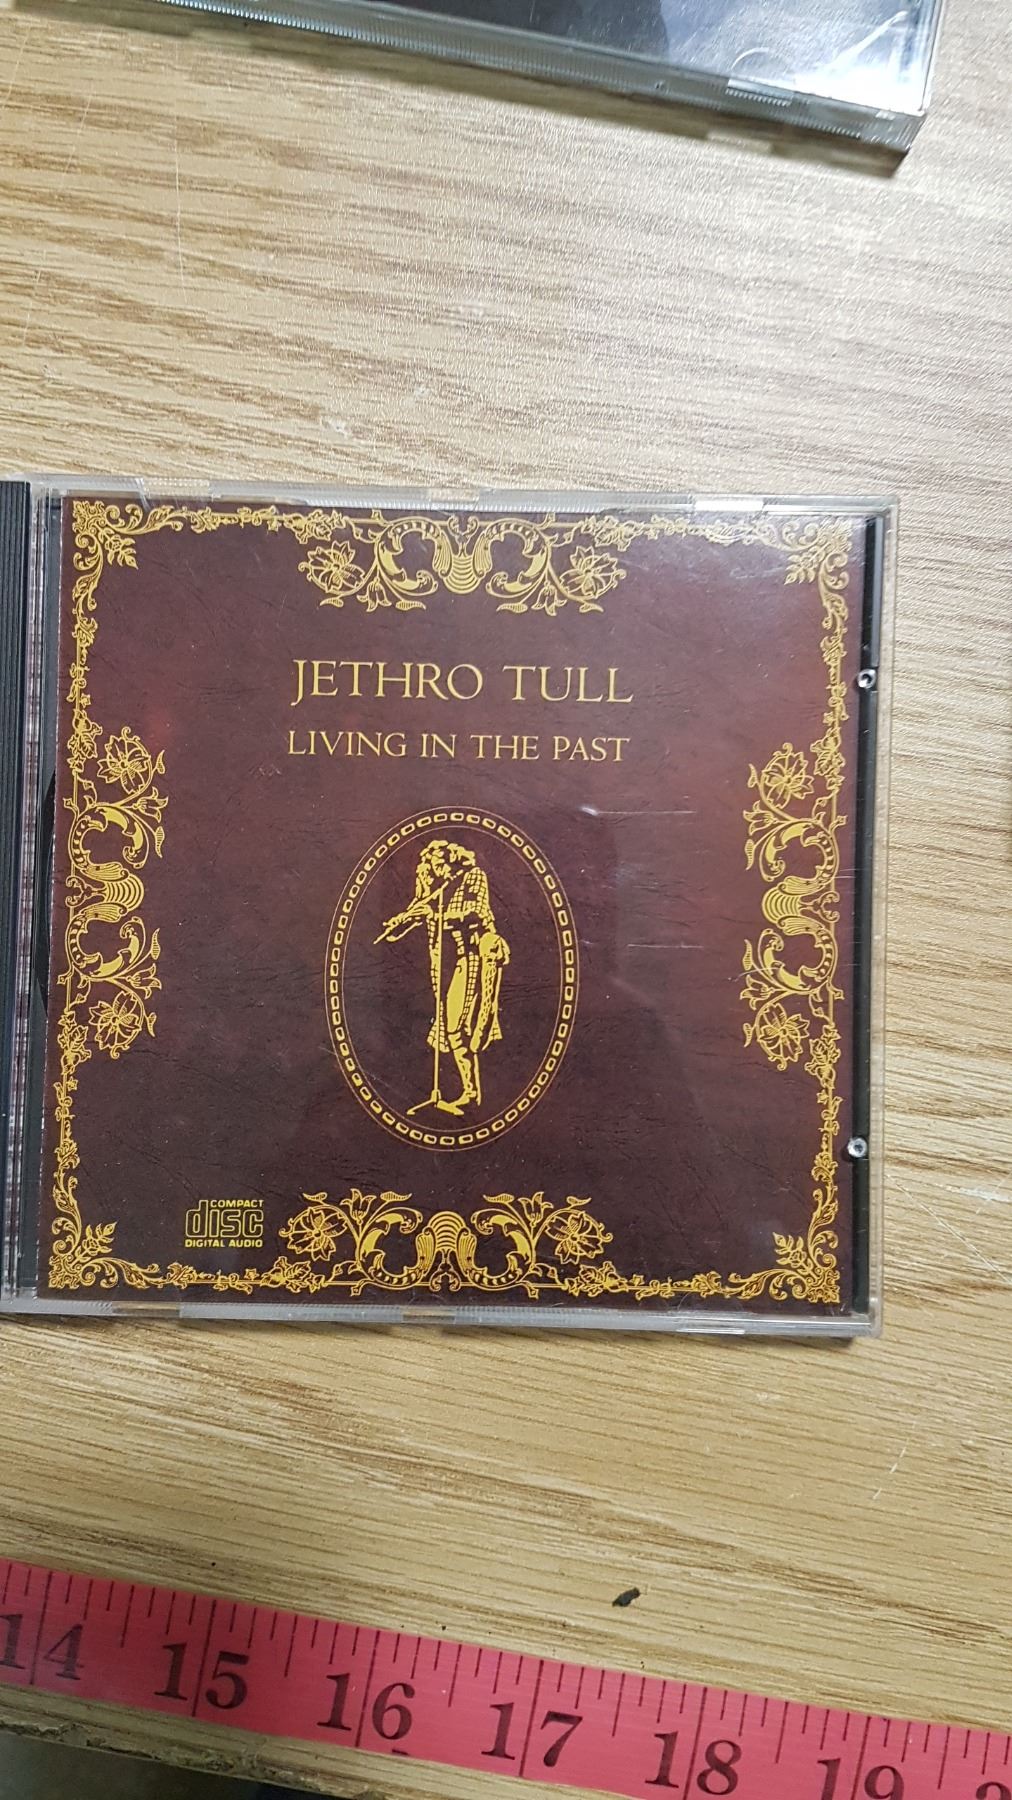 JETHRO TULL
LIVING IN THE PAST
COMPACT
disc
DIGITAL AUDIO
14 15 16 17 18 19